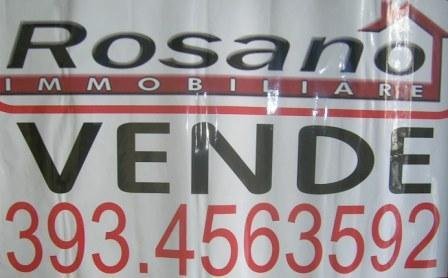 Rosano
IMMOBILIARE
VENDE
393.4563592